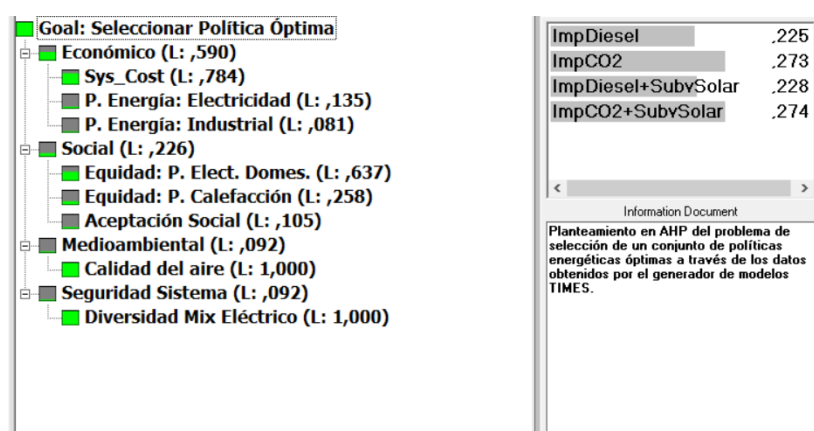 Goal: Seleccionar Política Óptima
Económico (L: ,590)
Sys_Cost (L: ,784)
P. Energía: Electricidad (L: ,135)
P. Energía: Industrial (L: ,081)
Social (L: ,226)
Equidad: P. Elect. Domes. (L: ,637)
Equidad: P. Calefacción (L: ,258)
Aceptación Social (L: ,105)
Medioambiental (L: ,092)
Calidad del aire (L: 1,000)
Seguridad Sistema (L: ,092)
Diversidad Mix Eléctrico (L: 1,000)
ImpDiesel ,225
ImpCO2 ,273
ImpDiesel+SubvSolar ,228
ImpCO2+SubvSolar ,274
Information Document
Planteamiento en AHP del problema de
selección de un conjunto de políticas
energéticas óptimas a través de los datos
obtenidos por el generador de modelos
TIMES.